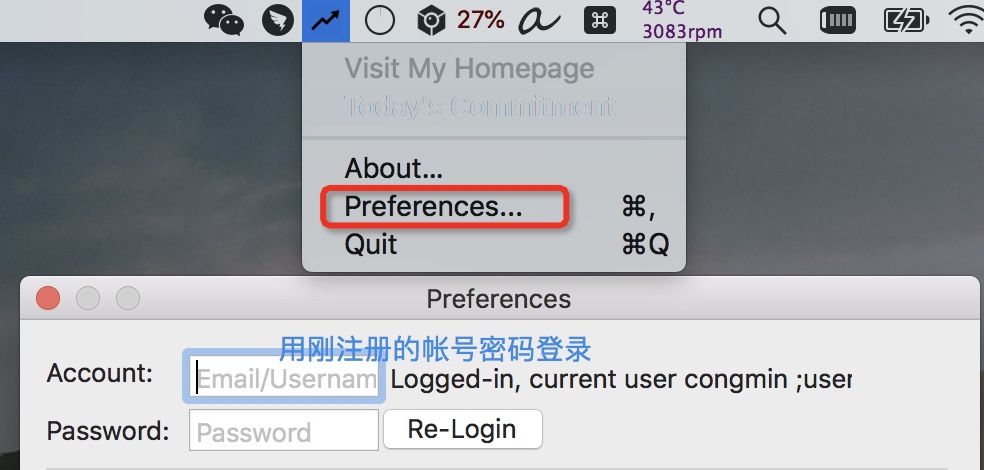 27%
43°C
3083rpm
Visit My Homepage
Today's Commitment
About...
Preferences... ⌘,
Quit ⌘Q
Preferences
用刚注册的帐号密码登录
Account: Email/Usernam Logged-in, current user congmin ;user
Password: Password Re-Login